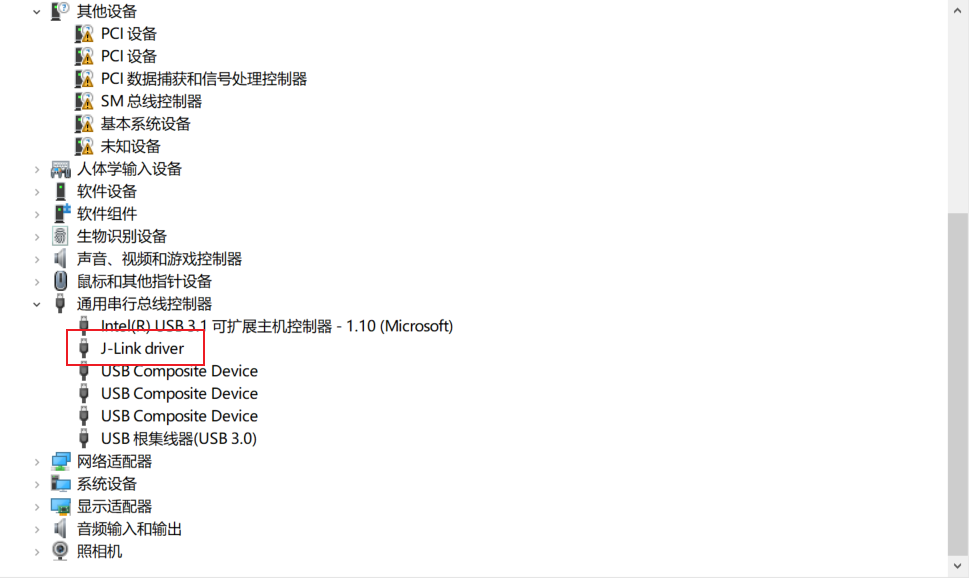 其他设备
PCI 设备
PCI 设备
PCI 数据捕获和信号处理控制器
SM 总线控制器
基本系统设备
未知设备
人体学输入设备
软件设备
软件组件
生物识别设备
声音、视频和游戏控制器
鼠标和其他指针设备
通用串行总线控制器
Intel(R) USB 3.1 可扩展主机控制器 - 1.10 (Microsoft)
J-Link driver
USB Composite Device
USB Composite Device
USB Composite Device
USB 根集线器(USB 3.0)
网络适配器
系统设备
显示适配器
音频输入和输出
照相机